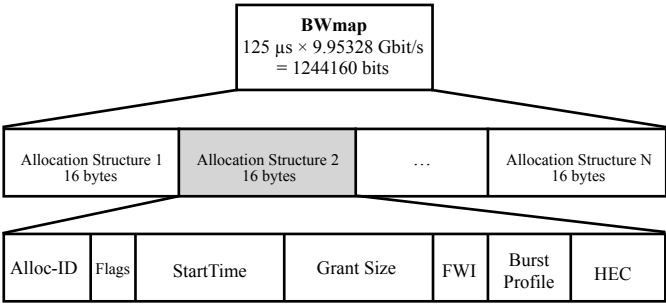 BWmap
125 µs × 9.95328 Gbit/s
= 1244160 bits
Allocation Structure 1
16 bytes
Allocation Structure 2
16 bytes
...
Allocation Structure N
16 bytes
Alloc-ID
Flags
StartTime
Grant Size
FWI
Burst
Profile
HEC